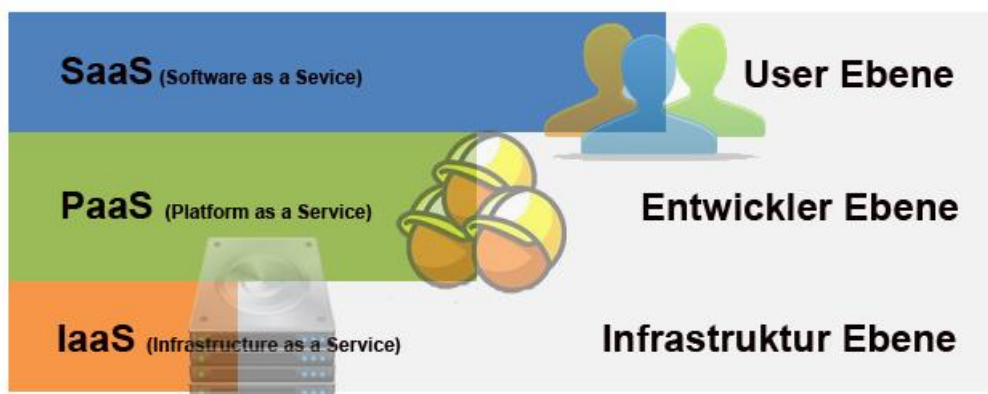 SaaS (Software as a Sevice) User Ebene
PaaS (Platform as a Service) Entwickler Ebene
IaaS (Infrastructure as a Service) Infrastruktur Ebene